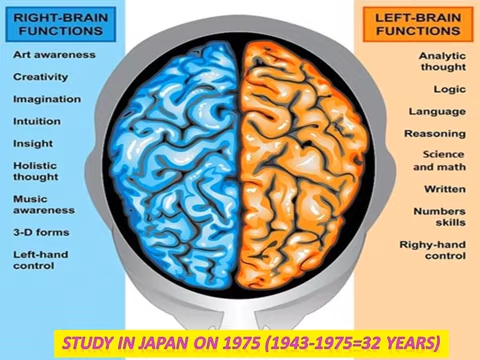 RIGHT-BRAIN
FUNCTIONS
Art awareness
Creativity
Imagination
Intuition
Insight
Holistic
thought
Music
awareness
3-D forms
Left-hand
control
LEFT-BRAIN
FUNCTIONS
Analytic
thought
Logic
Language
Reasoning
Science
and math
Written
Numbers
skills
Righy-hand
control
STUDY IN JAPAN ON 1975 (1943-1975=32 YEARS)